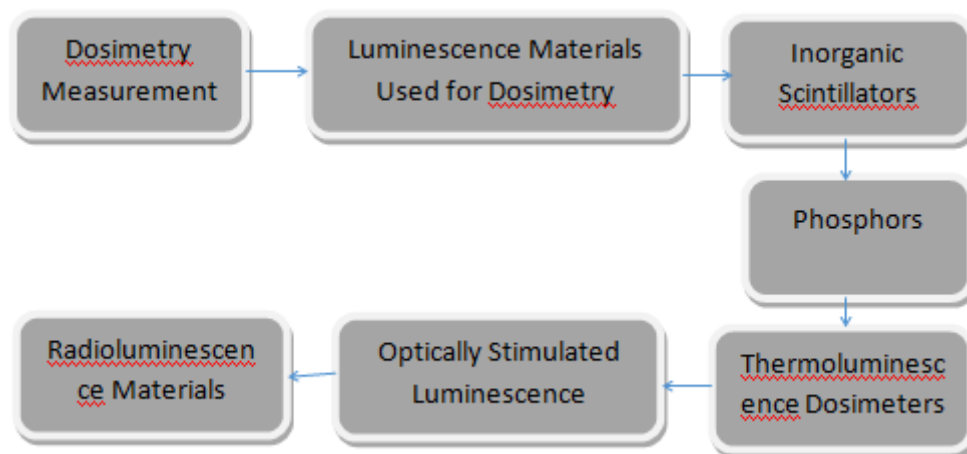 Dosimetry
Measurement
Luminescence Materials
Used for Dosimetry
Inorganic
Scintillators
Phosphors
Thermoluminesc
ence Dosimeters
Optically Stimulated
Luminescence
Radioluminescen
ce Materials